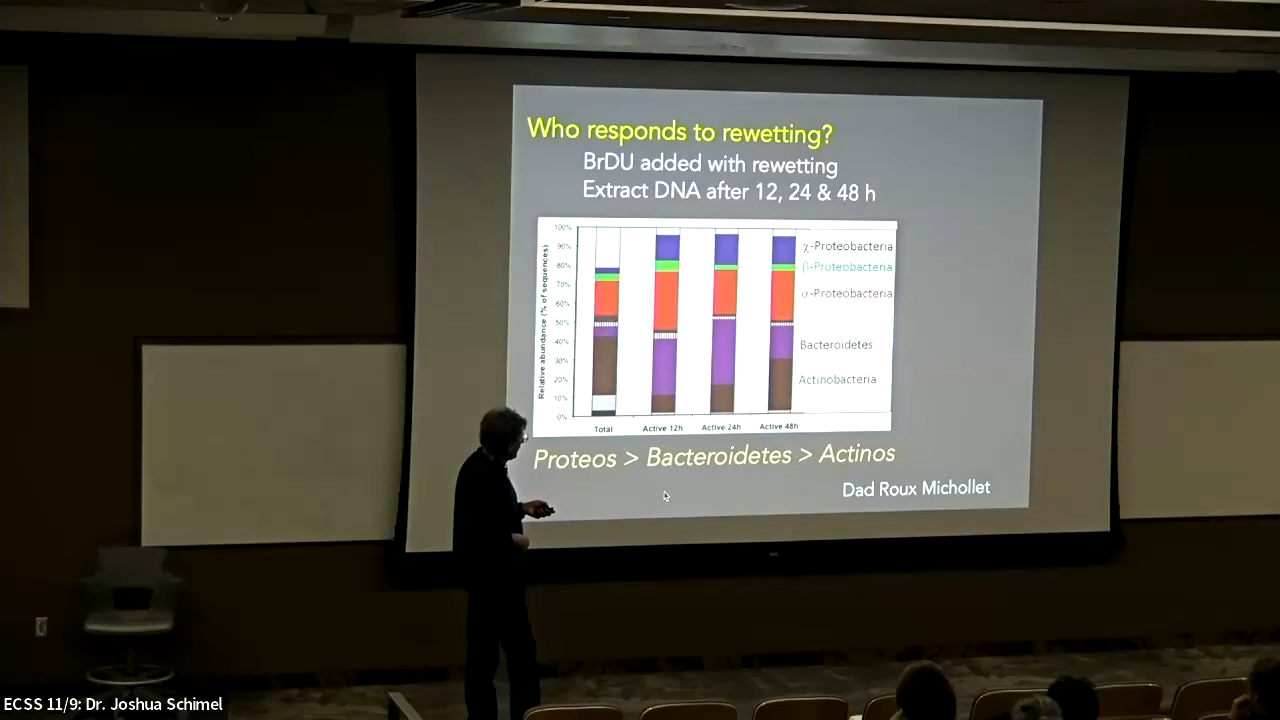 Who responds to rewetting?
BrDU added with rewetting
Extract DNA after 12, 24 & 48 h
Relative abundance (% of sequences)
100%
90%
80%
70%
60%
50%
40%
30%
20%
10%
0%
Total
Active 12h
Active 24h
Active 48h
χ-Proteobacteria
β-Proteobacteria
α-Proteobacteria
Bacteroidetes
Actinobacteria
Proteos > Bacteroidetes > Actinos
Dad Roux Michollet
ECSS 11/9: Dr. Joshua Schimel